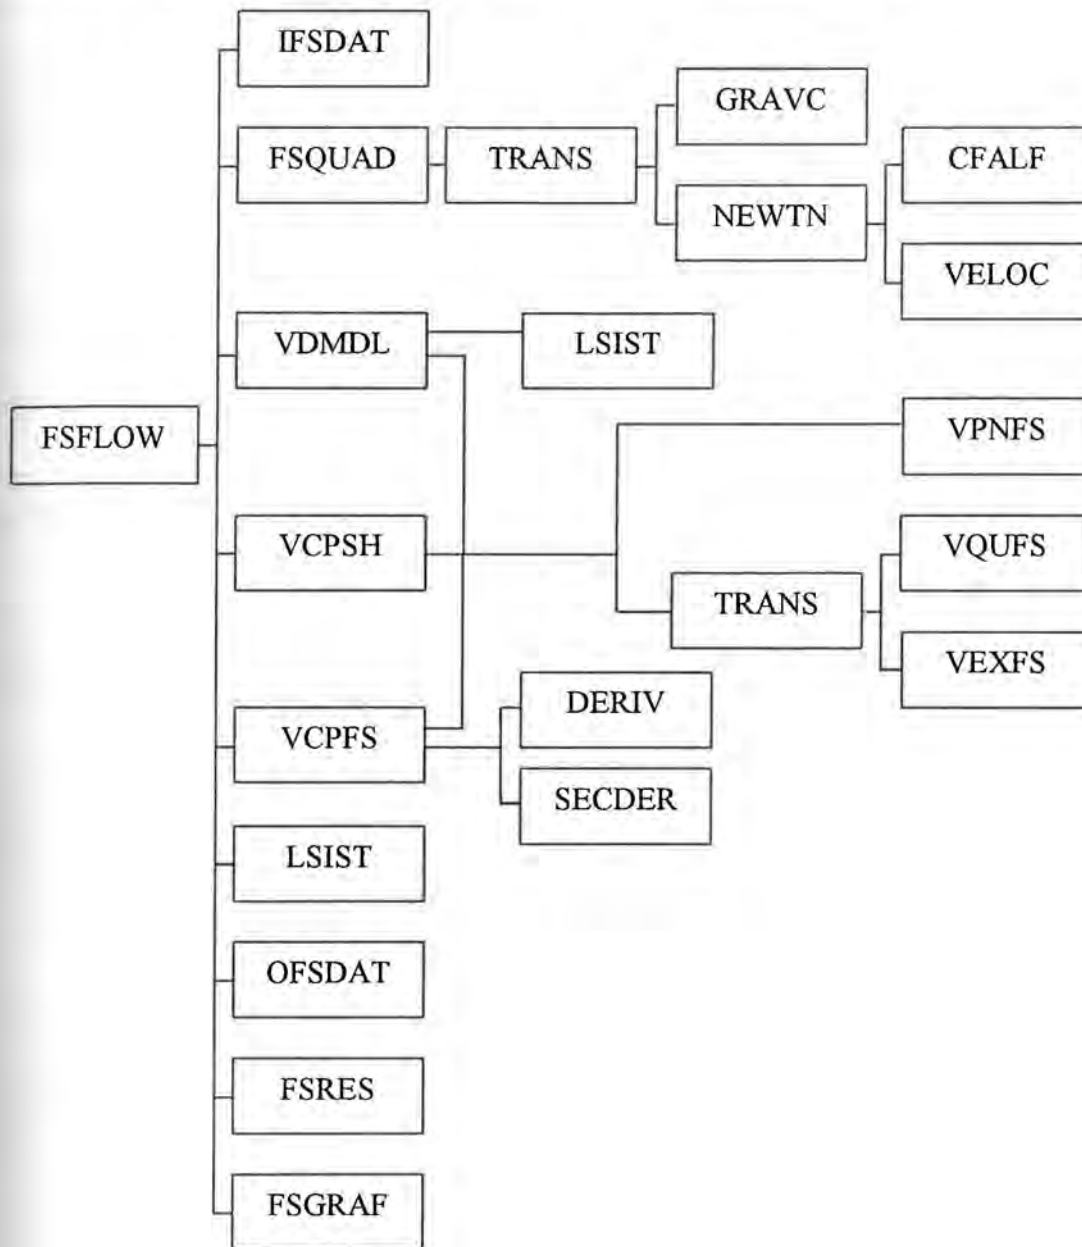 IFSDAT
GRAVC
FSQUAD
TRANS
CFALF
NEWTN
VELOC
VDMDL
LSIST
FSFLOW
VPNFS
VCPSH
VQUFS
TRANS
VEXFS
DERIV
VCPFS
SECDER
LSIST
OFSDAT
FSRES
FSGRAF